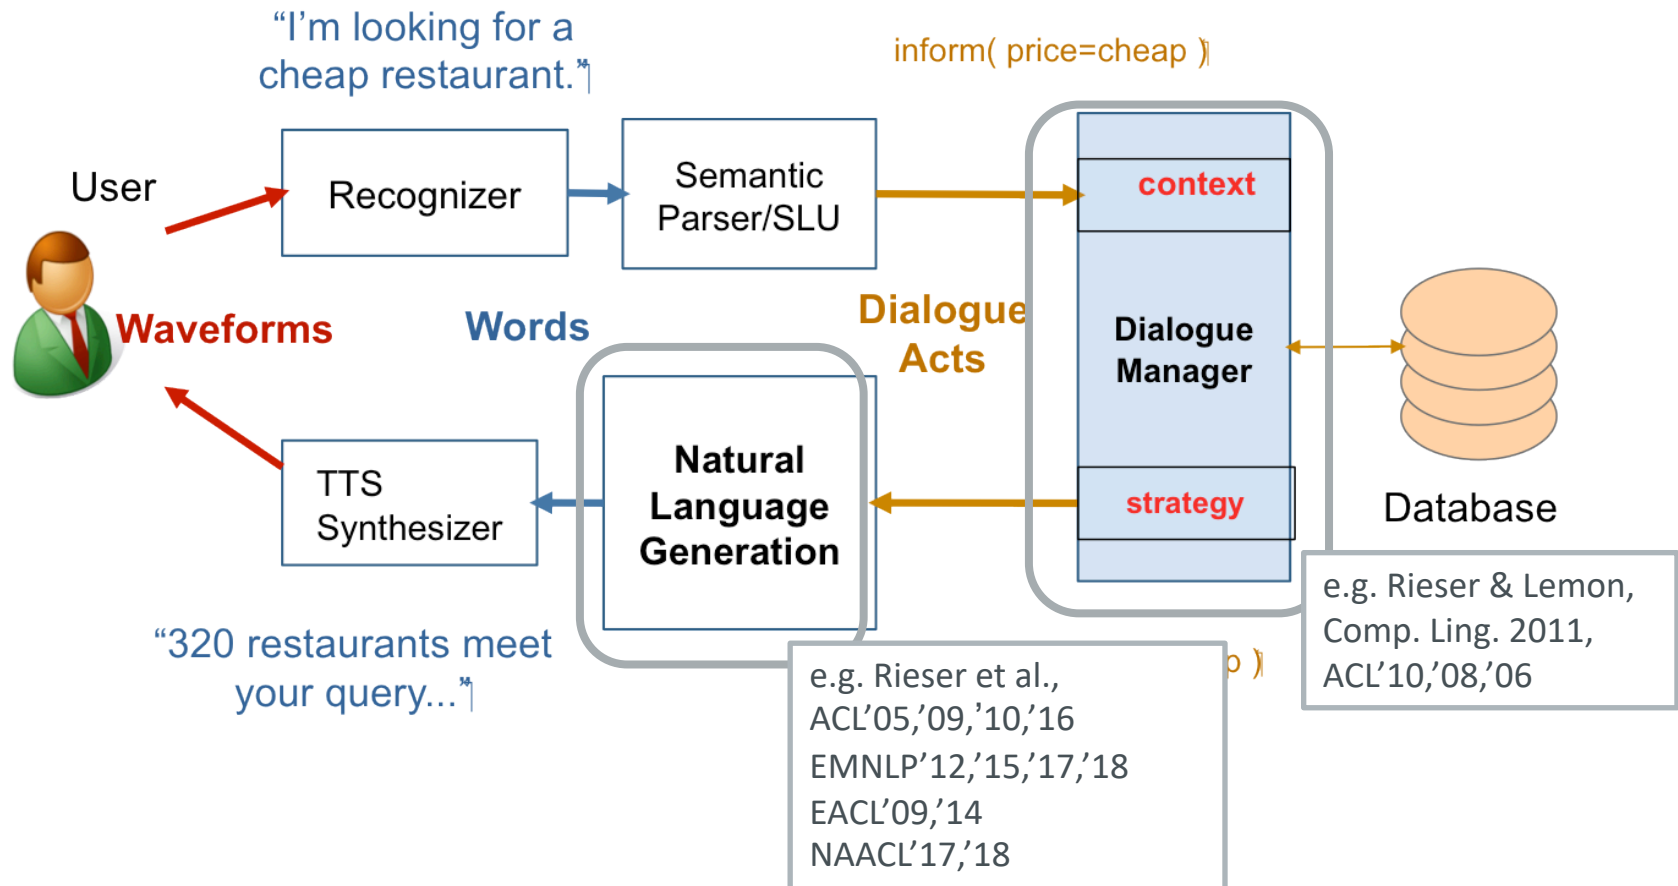 “I’m looking for a
cheap restaurant.”
inform( price=cheap )
User
Recognizer
Semantic
Parser/SLU
context
Waveforms
Words
Dialogue
Acts
Dialogue
Manager
Natural
Language
Generation
TTS
Synthesizer
strategy
Database
“320 restaurants meet
your query...”
p )
e.g. Rieser et al.,
ACL’05,’09,’10,’16
EMNLP’12,’15,’17,’18
EACL’09,’14
NAACL’17,’18
e.g. Rieser & Lemon,
Comp. Ling. 2011,
ACL’10,’08,’06